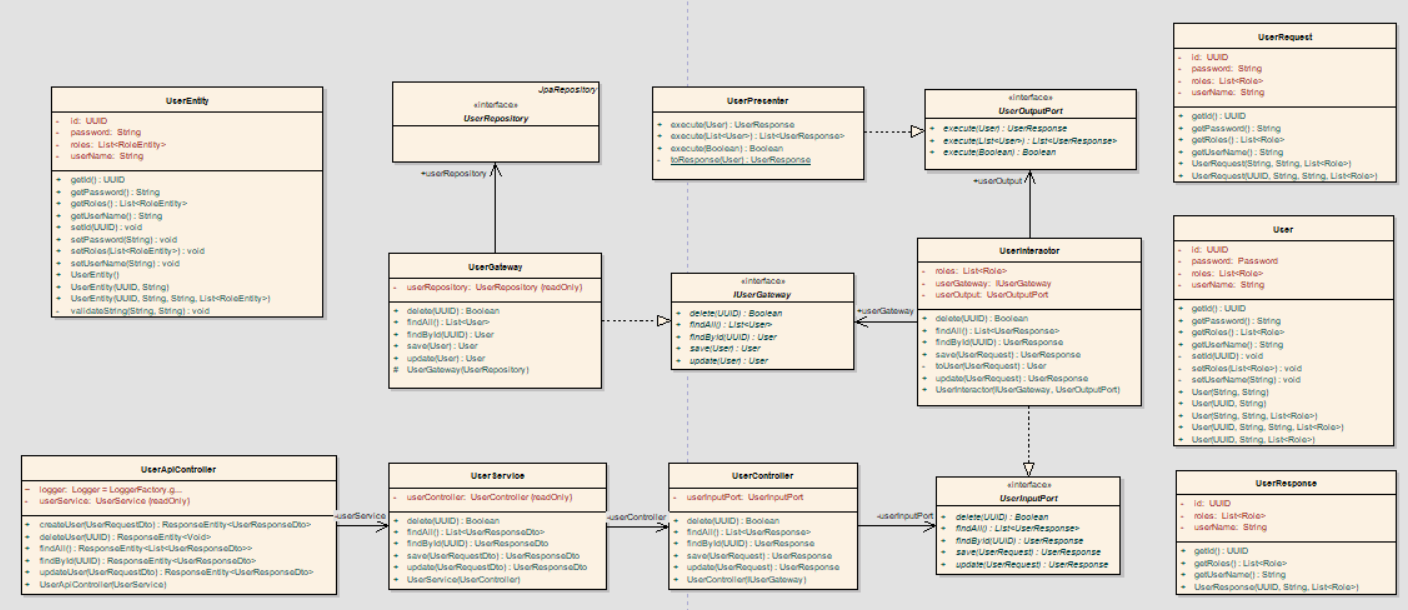 UserEntity
- id: UUID
- password: String
- roles: List<RoleEntity>
- userName: String
+ getId() : UUID
+ getPassword() : String
+ getRoles() : List<RoleEntity>
+ getUserName() : String
+ setId(UUID) : void
+ setPassword(String) : void
+ setRoles(List<RoleEntity>) : void
+ setUserName(String) : void
+ UserEntity()
+ UserEntity(UUID, String)
+ UserEntity(UUID, String, String, List<RoleEntity>)
- validateString(String, String) : void
JpaRepository
«interface»
UserRepository
+userRepository
UserGateway
- userRepository: UserRepository {readOnly}
+ delete(UUID) : Boolean
+ findAll() : List<User>
+ findById(UUID) : User
+ save(User) : User
+ update(User) : User
# UserGateway(UserRepository)
UserPresenter
+ execute(User) : UserResponse
+ execute(List<User>) : List<UserResponse>
+ execute(Boolean) : Boolean
- toResponse(User) : UserResponse
«interface»
UserOutputPort
+ execute(User) : UserResponse
+ execute(List<User>) : List<UserResponse>
+ execute(Boolean) : Boolean
+userOutput
«interface»
IUserGateway
+ delete(UUID) : Boolean
+ findAll() : List<User>
+ findById(UUID) : User
+ save(User) : User
+ update(User) : User
+userGateway
UserInteractor
- roles: List<Role>
- userGateway: IUserGateway
- userOutput: UserOutputPort
+ delete(UUID) : Boolean
+ findAll() : List<UserResponse>
+ findById(UUID) : UserResponse
+ save(UserRequest) : UserResponse
- toUser(UserRequest) : User
+ update(UserRequest) : UserResponse
+ UserInteractor(IUserGateway, UserOutputPort)
UserRequest
- id: UUID
- password: String
- roles: List<Role>
- userName: String
+ getId() : UUID
+ getPassword() : String
+ getRoles() : List<Role>
+ getUserName() : String
+ UserRequest(String, String, List<Role>)
+ UserRequest(UUID, String, String, List<Role>)
User
- id: UUID
- password: Password
- roles: List<Role>
- userName: String
+ getId() : UUID
+ getPassword() : String
+ getRoles() : List<Role>
+ getUserName() : String
- setId(UUID) : void
- setRoles(List<Role>) : void
- setUserName(String) : void
+ User(String, String)
+ User(UUID, String)
+ User(String, String, List<Role>)
+ User(UUID, String, String, List<Role>)
+ User(UUID, String, List<Role>)
UserApiController
- logger: Logger = LoggerFactory.g...
- userService: UserService {readOnly}
+ createUser(UserRequestDto) : ResponseEntity<UserResponseDto>
+ deleteUser(UUID) : ResponseEntity<Void>
+ findAll() : ResponseEntity<List<UserResponseDto>>
+ findById(UUID) : ResponseEntity<UserResponseDto>
+ updateUser(UserRequestDto) : ResponseEntity<UserResponseDto>
+ UserApiController(UserService)
-userService
UserService
- userController: UserController {readOnly}
+ delete(UUID) : Boolean
+ findAll() : List<UserResponseDto>
+ findById(UUID) : UserResponseDto
+ save(UserRequestDto) : UserResponseDto
+ update(UserRequestDto) : UserResponseDto
+ UserService(UserController)
-userController
UserController
- userInputPort: UserInputPort
+ delete(UUID) : Boolean
+ findAll() : List<UserResponse>
+ findById(UUID) : UserResponse
+ save(UserRequest) : UserResponse
+ update(UserRequest) : UserResponse
+ UserController(IUserGateway)
-userInputPort
«interface»
UserInputPort
+ delete(UUID) : Boolean
+ findAll() : List<UserResponse>
+ findById(UUID) : UserResponse
+ save(UserRequest) : UserResponse
+ update(UserRequest) : UserResponse
UserResponse
- id: UUID
- roles: List<Role>
- userName: String
+ getId() : UUID
+ getRoles() : List<Role>
+ getUserName() : String
+ UserResponse(UUID, String, List<Role>)